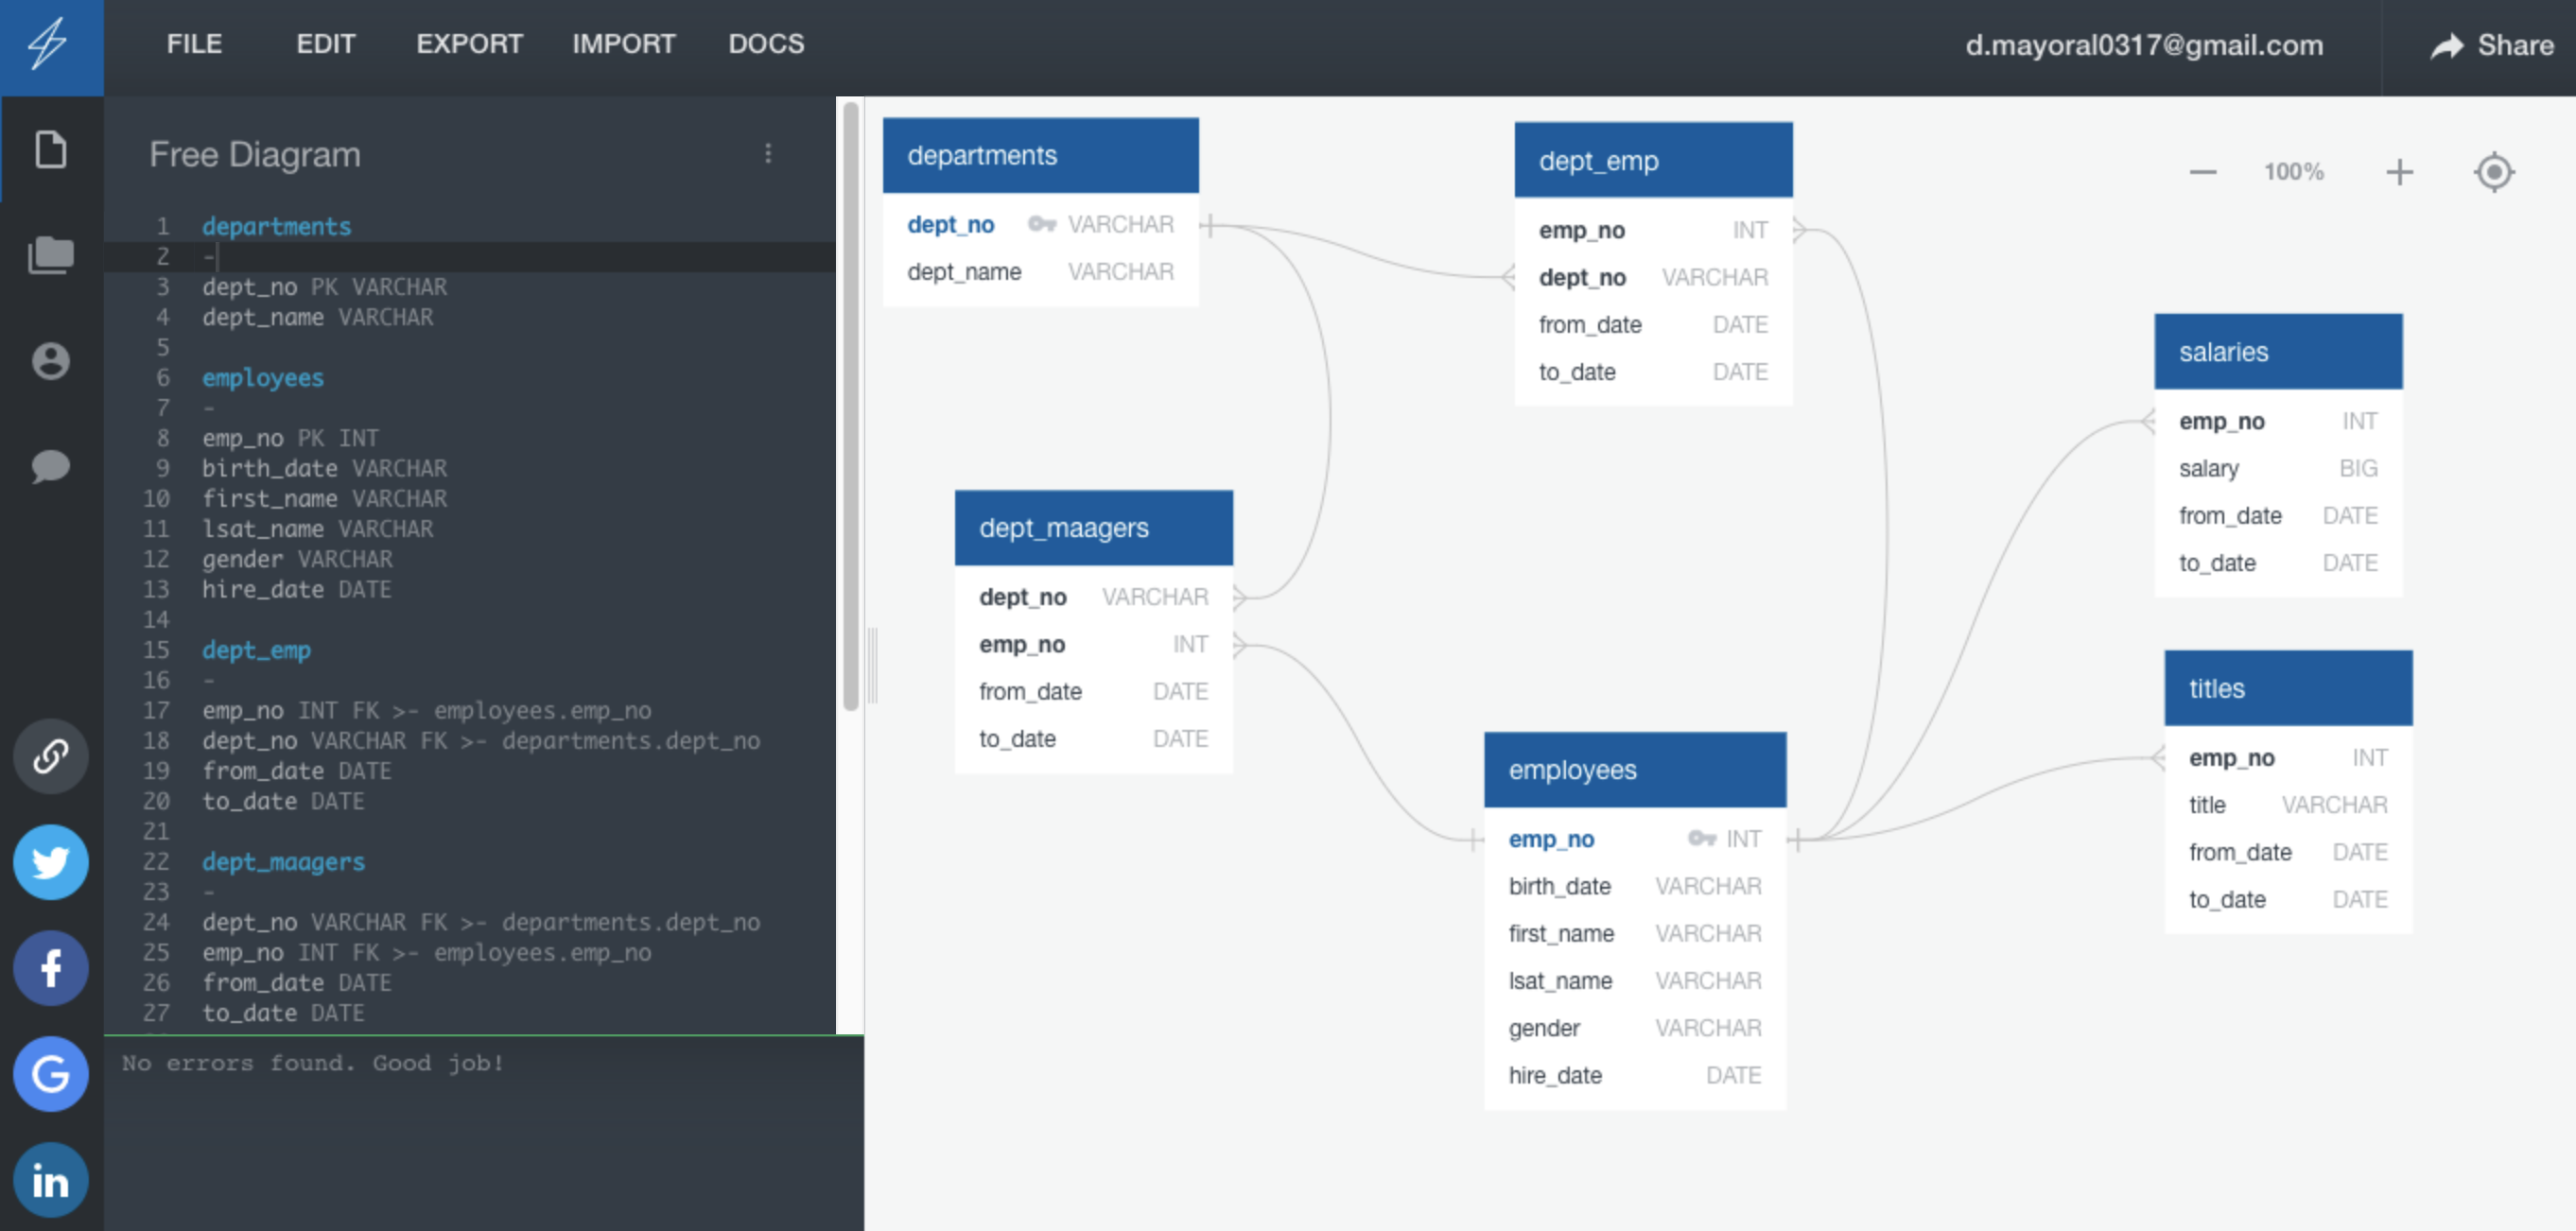 FILE EDIT EXPORT IMPORT DOCS d.mayoral0317@gmail.com Share
Free Diagram
1 departments
2 -
3 dept_no PK VARCHAR
4 dept_name VARCHAR
5
6 employees
7 -
8 emp_no PK INT
9 birth_date VARCHAR
10 first_name VARCHAR
11 lsat_name VARCHAR
12 gender VARCHAR
13 hire_date DATE
14
15 dept_emp
16 -
17 emp_no INT FK >- employees.emp_no
18 dept_no VARCHAR FK >- departments.dept_no
19 from_date DATE
20 to_date DATE
21
22 dept_maagers
23 -
24 dept_no VARCHAR FK >- departments.dept_no
25 emp_no INT FK >- employees.emp_no
26 from_date DATE
27 to_date DATE
No errors found. Good job!
f
G
in
departments
dept_no VARCHAR
dept_name VARCHAR
dept_emp
emp_no INT
dept_no VARCHAR
from_date DATE
to_date DATE
100%
salaries
emp_no INT
salary BIG
from_date DATE
to_date DATE
dept_maagers
dept_no VARCHAR
emp_no INT
from_date DATE
to_date DATE
titles
emp_no INT
title VARCHAR
from_date DATE
to_date DATE
employees
emp_no INT
birth_date VARCHAR
first_name VARCHAR
lsat_name VARCHAR
gender VARCHAR
hire_date DATE